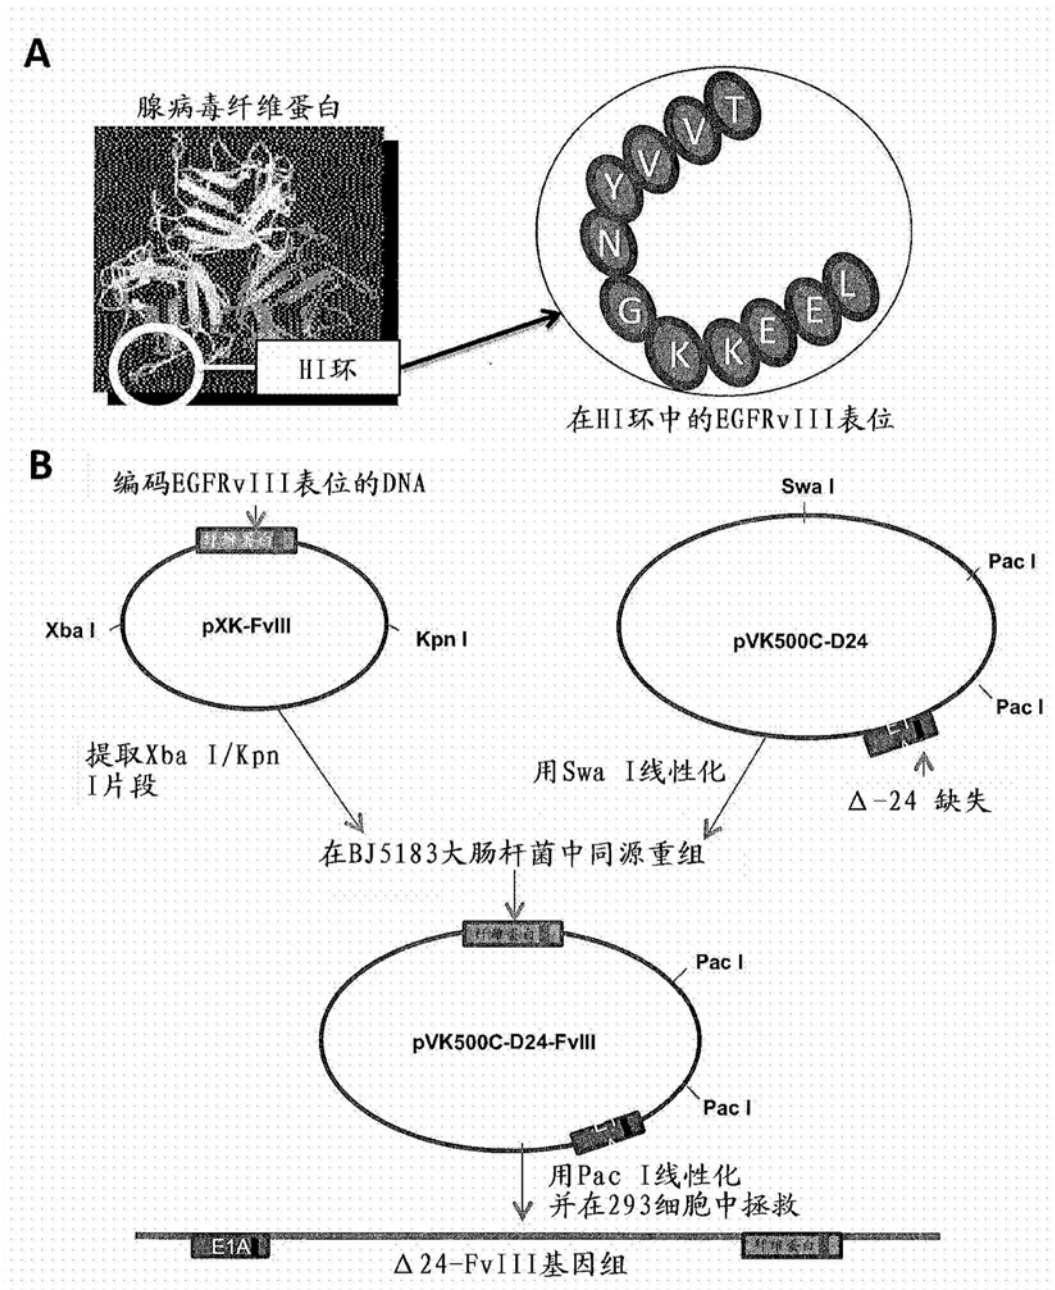 A
腺病毒纤维蛋白
T
V
V
Y
N
G
K
K
E
E
L
HI环
在HI环中的EGFRvIII表位
B
编码EGFRvIII表位的DNA
纤维蛋白
Xba I
pXK-FvIII
Kpn I
Swa I
Pac I
pVK500C-D24
Pac I
E1
A
Δ-24 缺失
提取Xba I/Kpn
I片段
用Swa I线性化
在BJ5183大肠杆菌中同源重组
纤维蛋白
Pac I
pVK500C-D24-FvIII
Pac I
用Pac I线性化
并在293细胞中拯救
E1A
纤维蛋白
Δ24-FvIII基因组